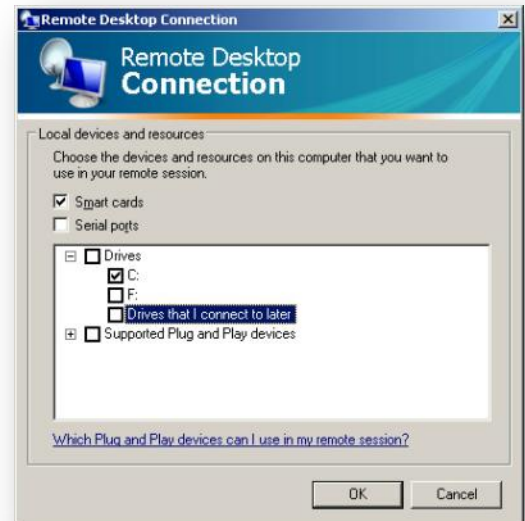 Remote Desktop Connection
Remote Desktop
Connection
Local devices and resources
Choose the devices and resources on this computer that you want to
use in your remote session.
Smart cards
Serial ports
Drives
C:
F:
Drives that I connect to later
Supported Plug and Play devices
Which Plug and Play devices can I use in my remote session?
OK Cancel